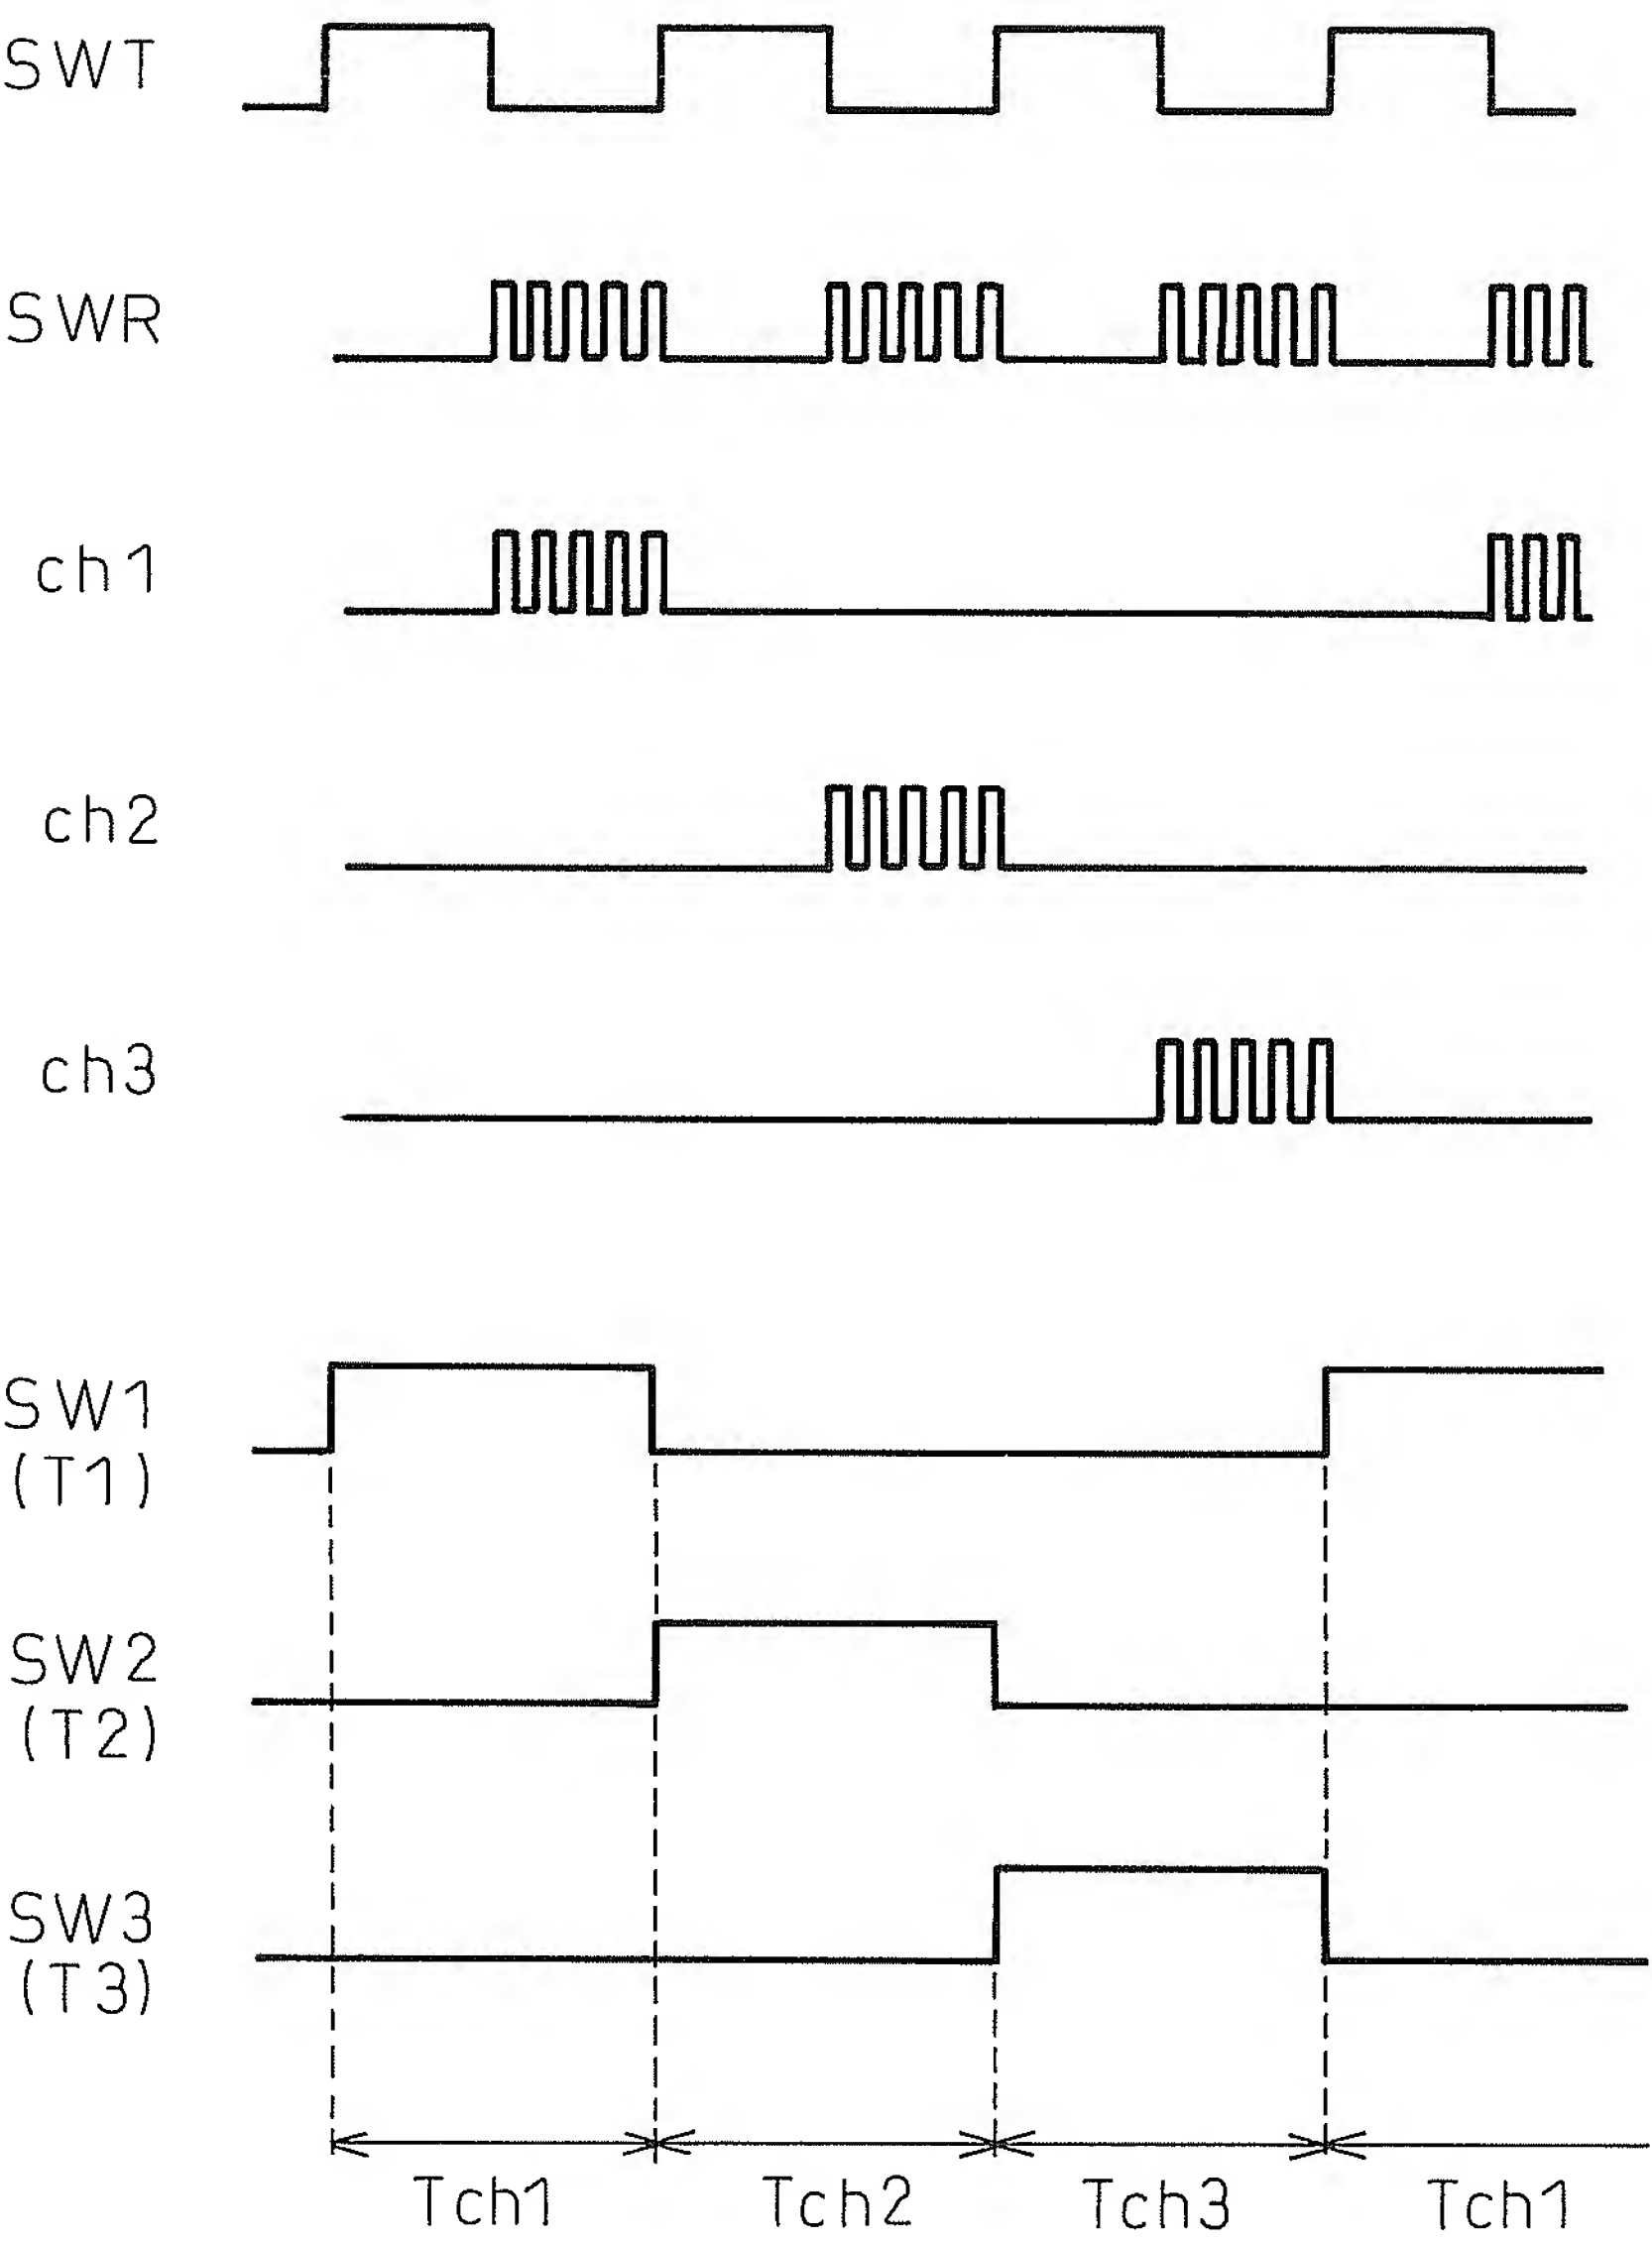 SWT
SWR
ch1
ch2
ch3
SW1
(T1)
SW2
(T2)
SW3
(T3)
Tch1 Tch2 Tch3 Tch1